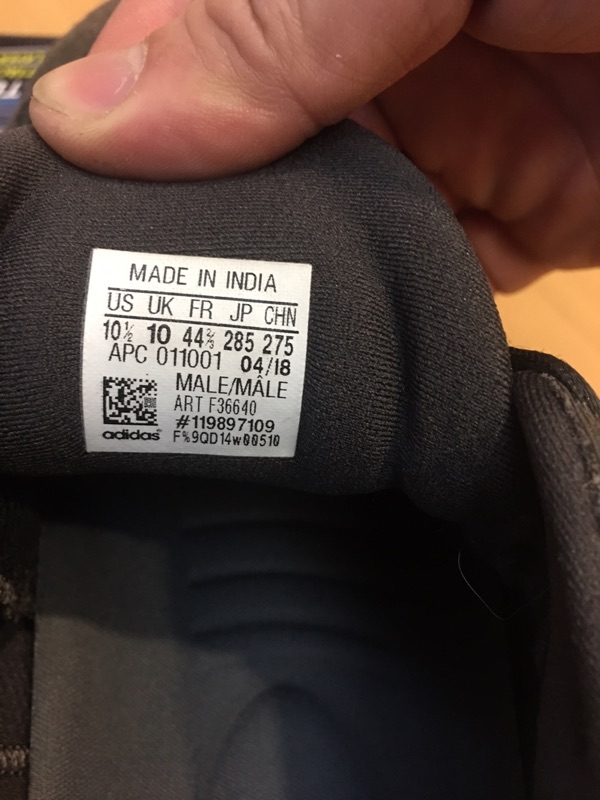 MADE IN INDIA
US UK FR JP CHN
10½ 10 44⅔ 285 275
APC 011001 04/18
MALE/MÂLE
ART F36640
#119897109
adidas F%9QD14w00510